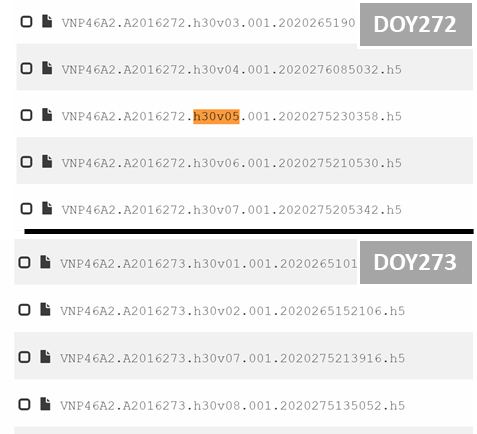 VNP46A2.A2016272.h30v03.001.2020265190
DOY272
VNP46A2.A2016272.h30v04.001.2020276085032.h5
VNP46A2.A2016272.h30v05.001.2020275230358.h5
VNP46A2.A2016272.h30v06.001.2020275210530.h5
VNP46A2.A2016272.h30v07.001.2020275205342.h5
VNP46A2.A2016273.h30v01.001.2020265101
DOY273
VNP46A2.A2016273.h30v02.001.2020265152106.h5
VNP46A2.A2016273.h30v07.001.2020275213916.h5
VNP46A2.A2016273.h30v08.001.2020275135052.h5